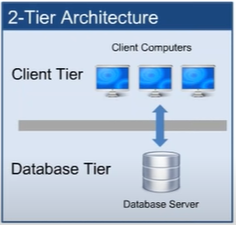 2-Tier Architecture
Client Computers
Client Tier
Database Tier
Database Server